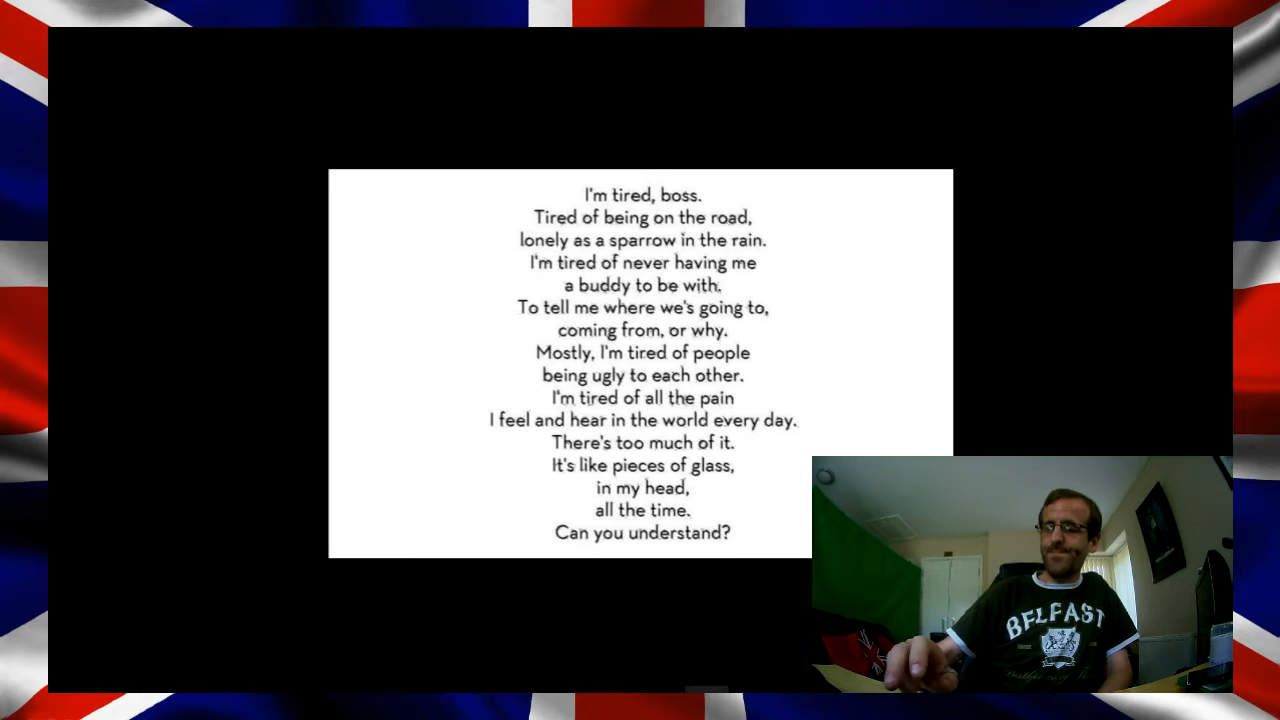 I'm tired, boss.
Tired of being on the road,
lonely as a sparrow in the rain.
I'm tired of never having me
a buddy to be with.
To tell me where we's going to,
coming from, or why.
Mostly, I'm tired of people
being ugly to each other.
I'm tired of all the pain
I feel and hear in the world every day.
There's too much of it.
It's like pieces of glass,
in my head,
all the time.
Can you understand?
BELFAST